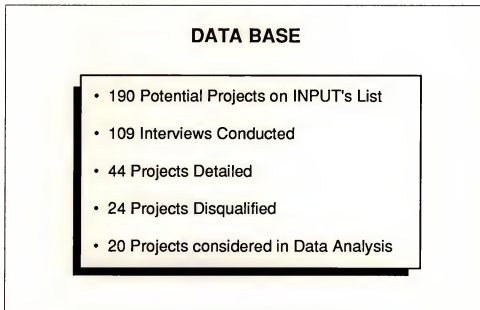 DATA BASE
• 190 Potential Projects on INPUT's List
• 109 Interviews Conducted
• 44 Projects Detailed
• 24 Projects Disqualified
• 20 Projects considered in Data Analysis